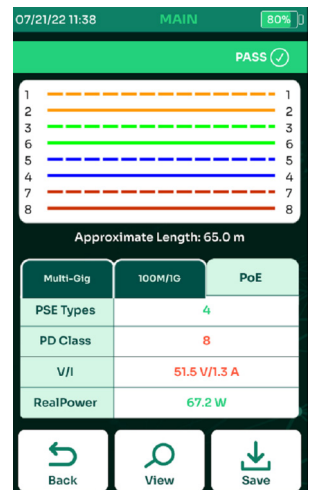 07/21/22 11:38 MAIN 80%
PASS
1 1
2 2
3 3
6 6
5 5
4 4
7 7
8 8
Approximate Length: 65.0 m
Multi-Gig 100M/1G PoE
PSE Types 4
PD Class 8
V/I 51.5 V/1.3 A
RealPower 67.2 W
Back View Save